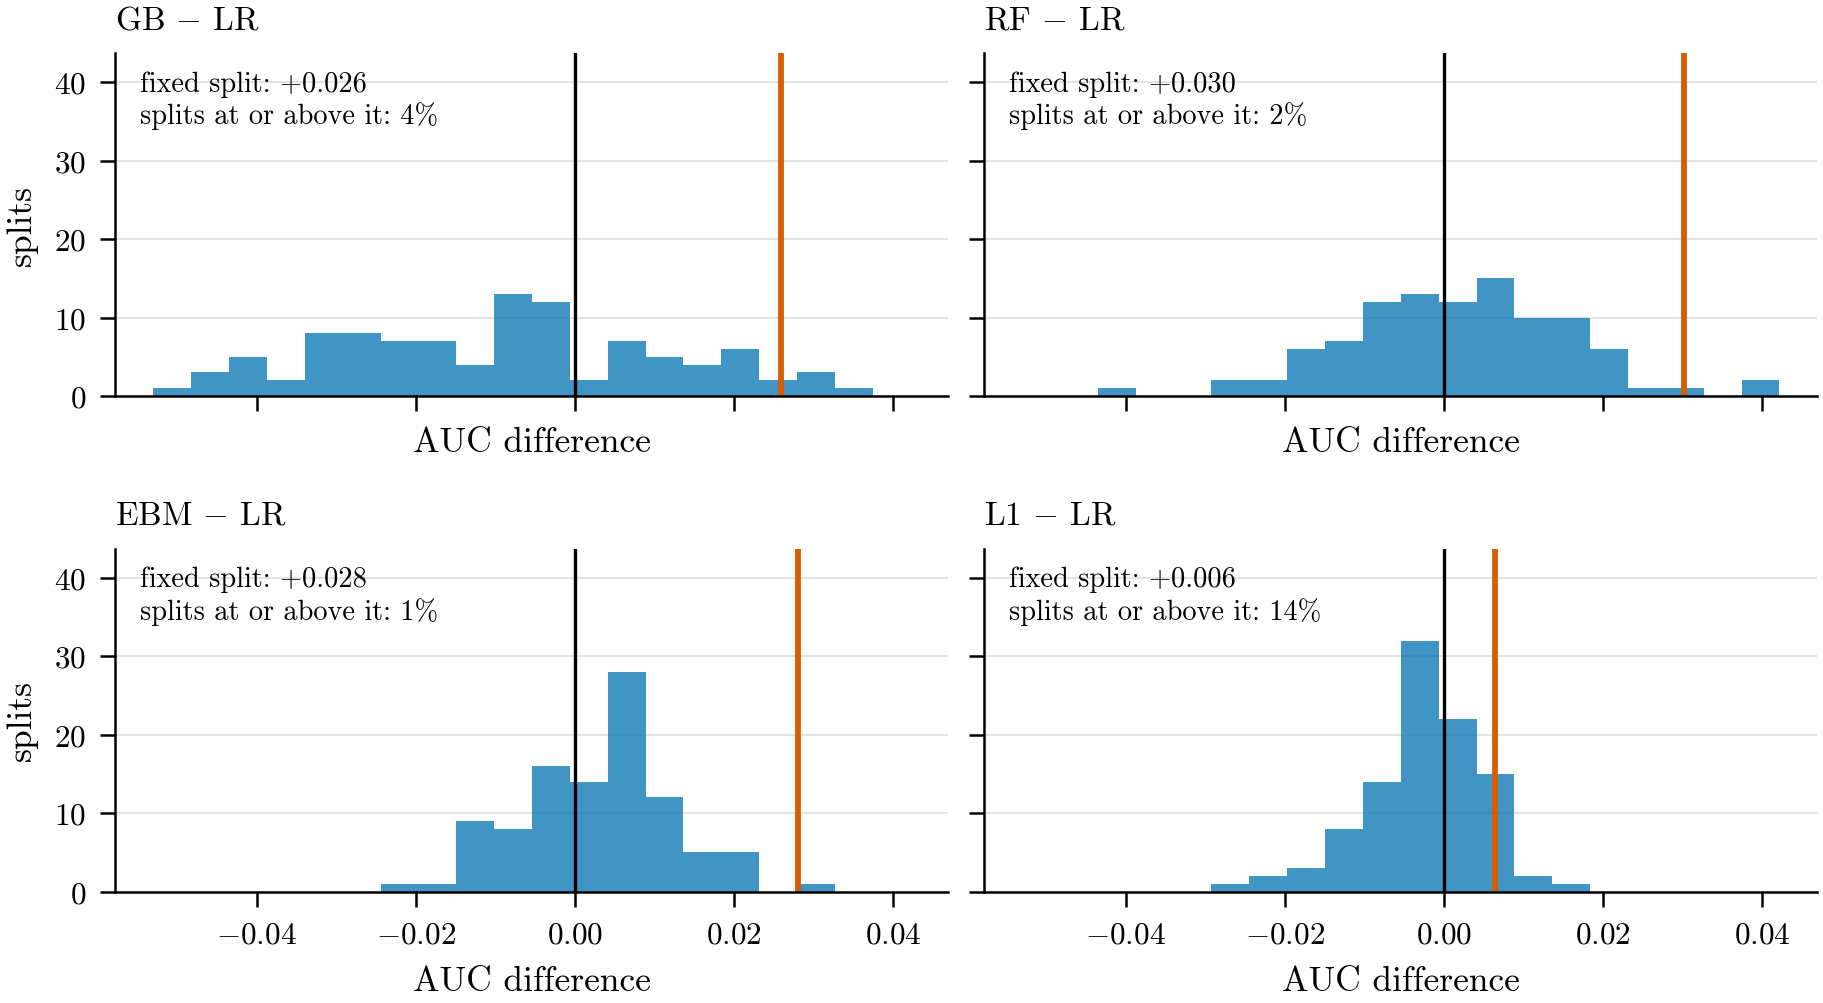 GB − LR
fixed split: +0.026
splits at or above it: 4%
splits
40
30
20
10
0
AUC difference
RF − LR
fixed split: +0.030
splits at or above it: 2%
AUC difference
EBM − LR
fixed split: +0.028
splits at or above it: 1%
splits
40
30
20
10
0
−0.04
−0.02
0.00
0.02
0.04
AUC difference
L1 − LR
fixed split: +0.006
splits at or above it: 14%
−0.04
−0.02
0.00
0.02
0.04
AUC difference